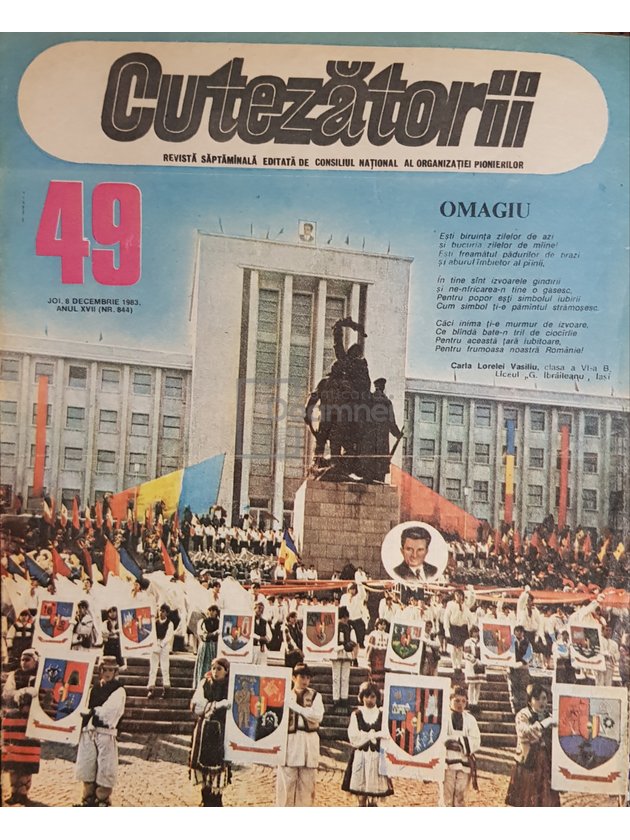 Cutezătorii
REVISTĂ SĂPTĂMÎNALĂ EDITATĂ DE CONSILIUL NAȚIONAL AL ORGANIZAȚIEI PIONIERILOR
49
JOI, 8 DECEMBRIE 1983,
ANUL XVII (NR. 844)
OMAGIU
Ești biruința zilelor de azi
și bucuria zilelor de mîine!
Ești freamătul pădurilor de brazi
și aburul îmbietor al pîinii,
În tine sînt izvoarele gîndirii
și ne-nfricarea-n tine o găsesc,
Pentru popor ești simbolul iubirii
Cum simbol ți-e pămîntul strămoșesc.
Căci inima ți-e murmur de izvoare,
Ce blîndă bate-n tril de ciocîrlie
Pentru această țară iubitoare,
Pentru frumoasa noastră Românie!
Carla Lorelei Vasiliu, clasa a VI-a B,
Liceul „G. Ibrăileanu", Iași